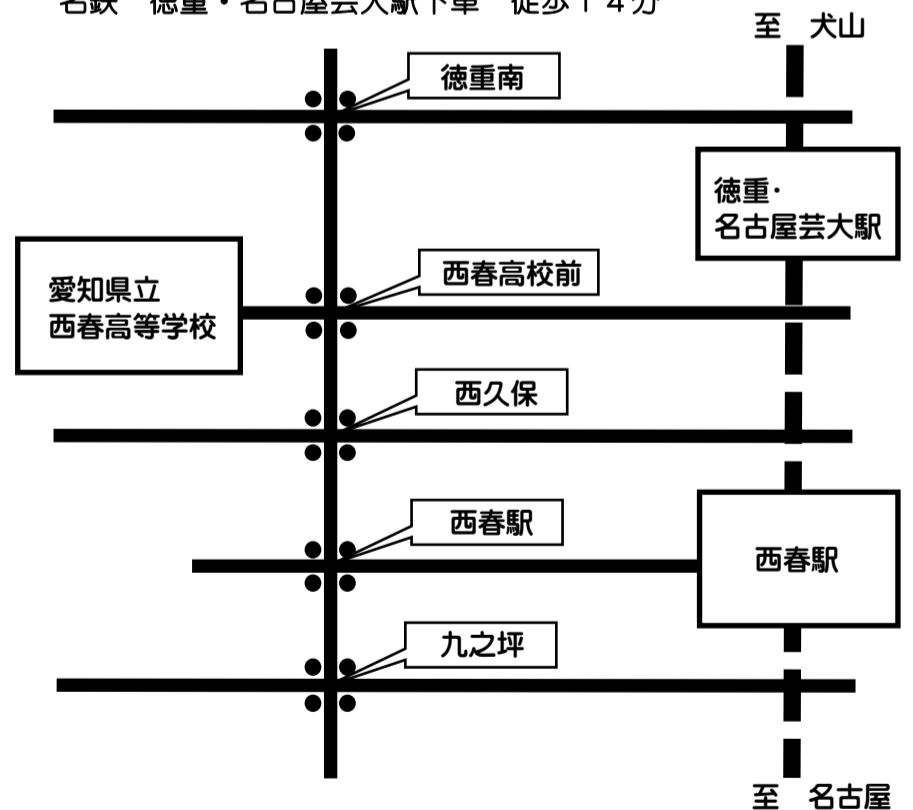 名鉄　徳重・名古屋芸大駅下車　徒歩14分
至　犬山
徳重南
徳重・
名古屋芸大駅
西春高校前
愛知県立
西春高等学校
西久保
西春駅
西春駅
九之坪
至　名古屋